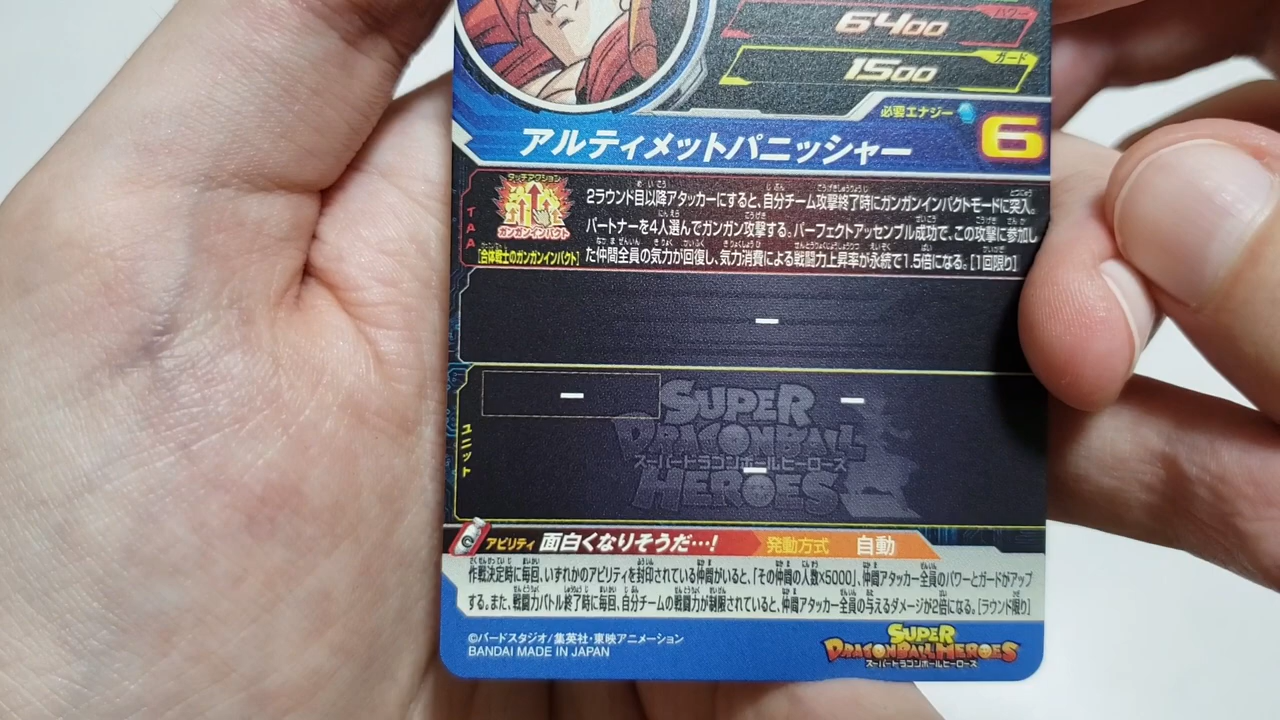 パワー
6400
ガード
1500
必要エナジー
アルティメットパニッシャー
6
タッチアクション
ガンガンインパクト
TAA
[合体戦士のガンガンインパクト]
2ラウンド目以降アタッカーにすると、自分チーム攻撃終了時にガンガンインパクトモードに突入。
パートナーを4人選んでガンガン攻撃する。パーフェクトアッセンブル成功で、この攻撃に参加し
た仲間全員の気力が回復し、気力消費による戦闘力上昇率が永続で1.5倍になる。[1回限り]
ー
ユニット
ー
ー
ー
SUPER
DRAGONBALL
スーパードラゴンボールヒーローズ
HEROES
アビリティ 面白くなりそうだ…! 発動方式 自動
作戦決定時に毎回、いずれかのアビリティを封印されている仲間がいると、「その仲間の人数×5000」、仲間アタッカー全員のパワーとガードがアップ
する。また、戦闘力バトル終了時に毎回、自分チームの戦闘力が制限されていると、仲間アタッカー全員の与えるダメージが2倍になる。[ラウンド限り]
©バードスタジオ/集英社・東映アニメーション
BANDAI MADE IN JAPAN
SUPER
DRAGONBALL HEROES
スーパードラゴンボールヒーローズ